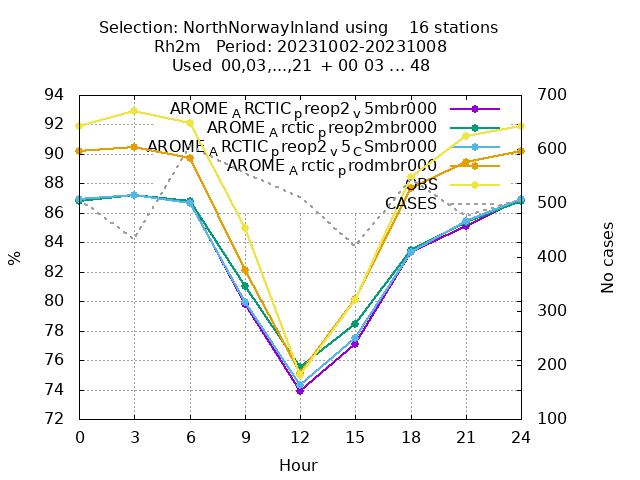 Selection: NorthNorwayInland using 16 stations
Rh2m Period: 20231002-20231008
Used 00,03,...,21 + 00 03 ... 48
94 700
92 AROME_ARCTIC_preop2_v5mbr000 600
AROME_Arctic_preop2mbr000
AROME_ARCTIC_preop2_v5_CSmbr000
AROME_Arctic_prodmbr000
OBS
CASES
90
88
86 500
84 400
82
80 300
78
76 200
74
72 100
% No cases
0 3 6 9 12 15 18 21 24
Hour